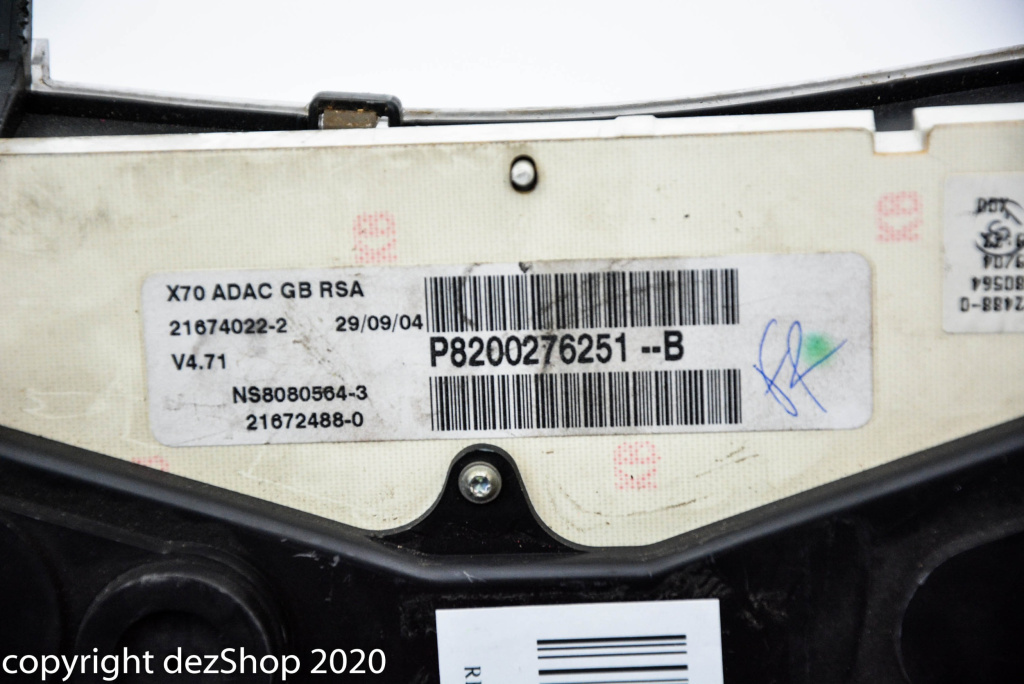 X70 ADAC GB RSA
21674022-2 29/09/04
V4.71
P8200276251 --B
NS8080564-3
21672488-0
copyright dezShop 2020